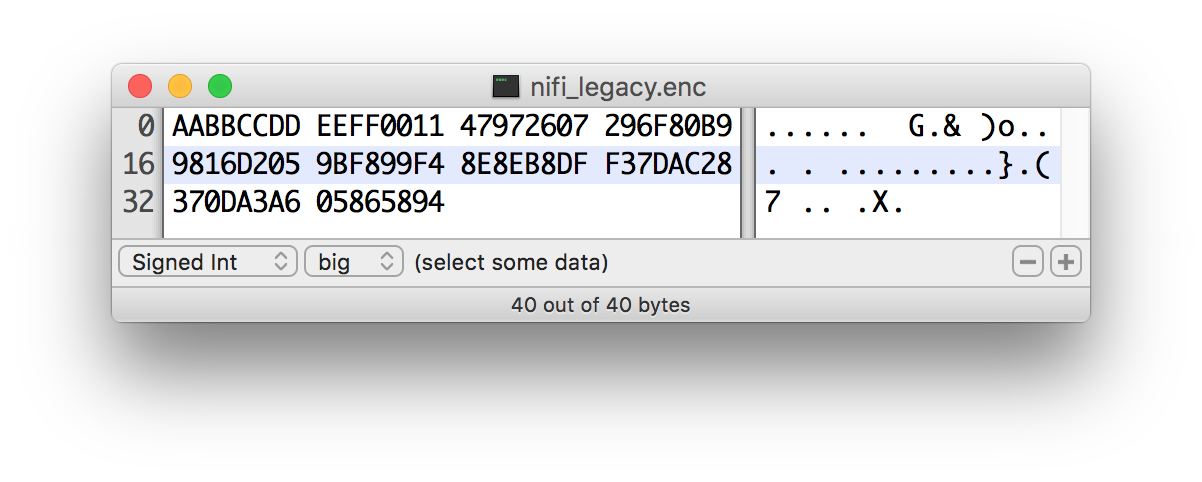 nifi_legacy.enc
0 AABBCCDD EEFF0011 47972607 296F80B9 ...... G.& )o..
16 9816D205 9BF899F4 8E8EB8DF F37DAC28 . . .........}.(
32 370DA3A6 05865894 7 .. .X.
Signed Int big (select some data)
40 out of 40 bytes